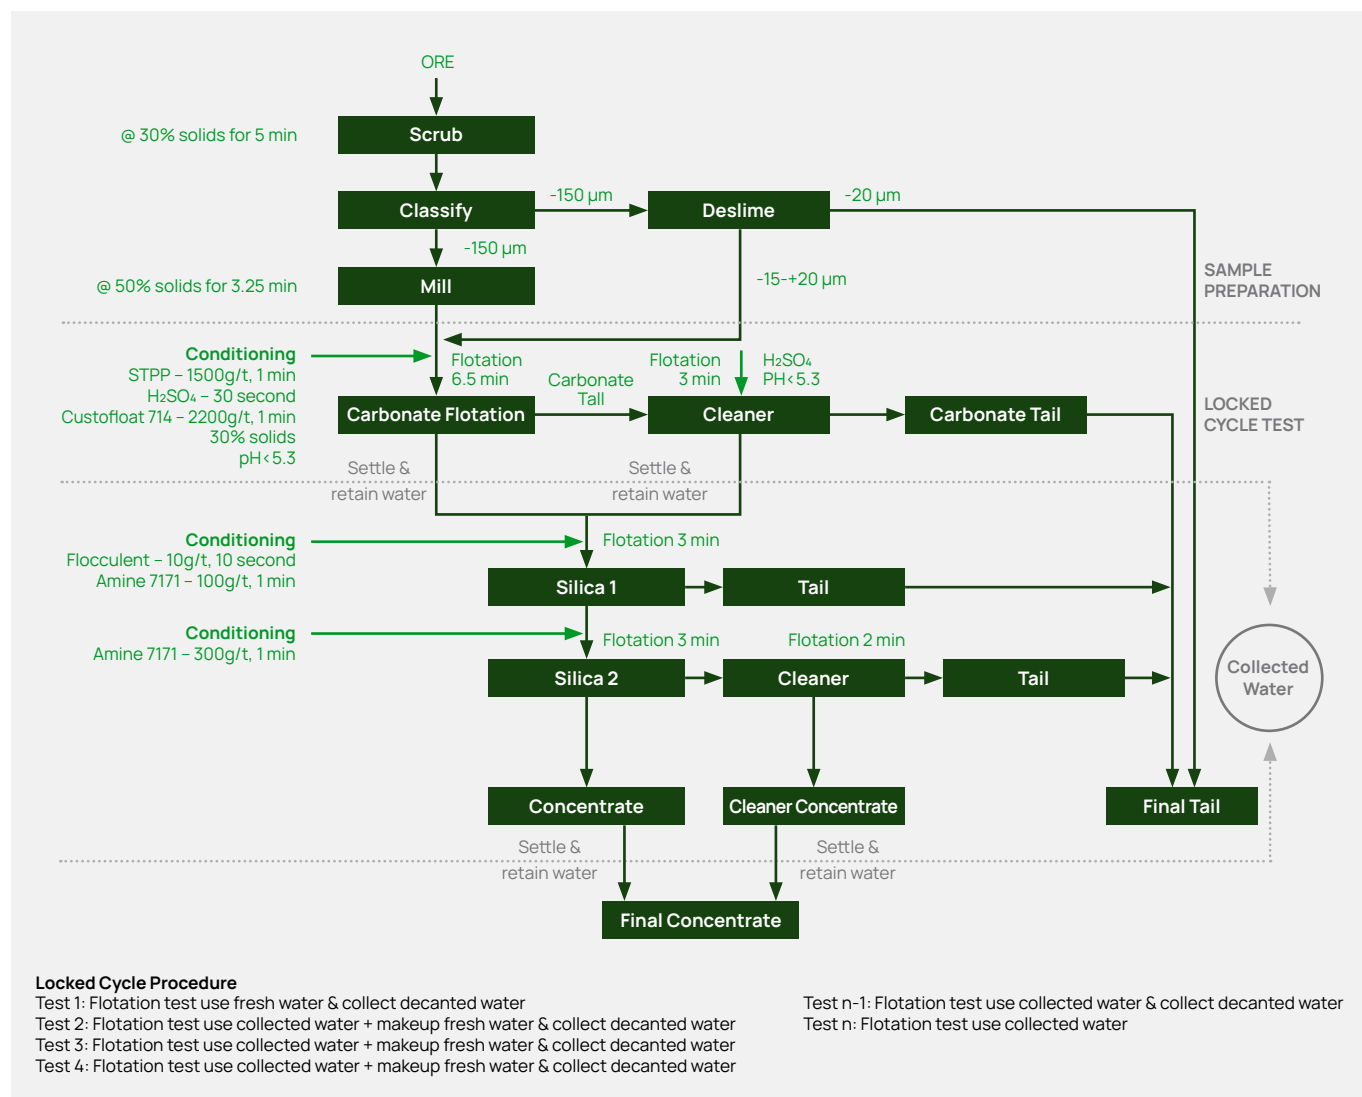 ORE
@ 30% solids for 5 min
Scrub
Classify
-150 µm
Deslime
-20 µm
-150 µm
@ 50% solids for 3.25 min
Mill
-15-+20 µm
SAMPLE
PREPARATION
Conditioning
STPP – 1500g/t, 1 min
H₂SO₄ – 30 second
Custofloat 714 – 2200g/t, 1 min
30% solids
pH<5.3
Flotation
6.5 min
Carbonate
Tall
Flotation
3 min
H₂SO₄
PH<5.3
Carbonate Flotation
Cleaner
Carbonate Tail
LOCKED
CYCLE TEST
Settle &
retain water
Settle &
retain water
Conditioning
Flocculent – 10g/t, 10 second
Amine 7171 – 100g/t, 1 min
Flotation 3 min
Silica 1
Tail
Conditioning
Amine 7171 – 300g/t, 1 min
Flotation 3 min
Flotation 2 min
Silica 2
Cleaner
Tail
Collected
Water
Concentrate
Cleaner Concentrate
Final Tail
Settle &
retain water
Settle &
retain water
Final Concentrate
Locked Cycle Procedure
Test 1: Flotation test use fresh water & collect decanted water
Test 2: Flotation test use collected water + makeup fresh water & collect decanted water
Test 3: Flotation test use collected water + makeup fresh water & collect decanted water
Test 4: Flotation test use collected water + makeup fresh water & collect decanted water
Test n-1: Flotation test use collected water & collect decanted water
Test n: Flotation test use collected water